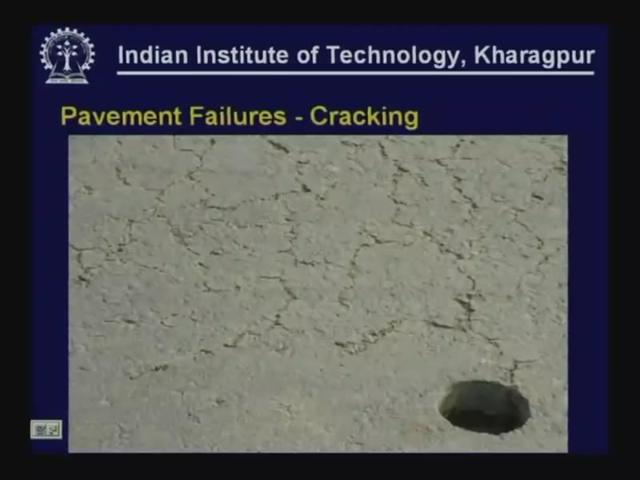 Indian Institute of Technology, Kharagpur
Pavement Failures - Cracking